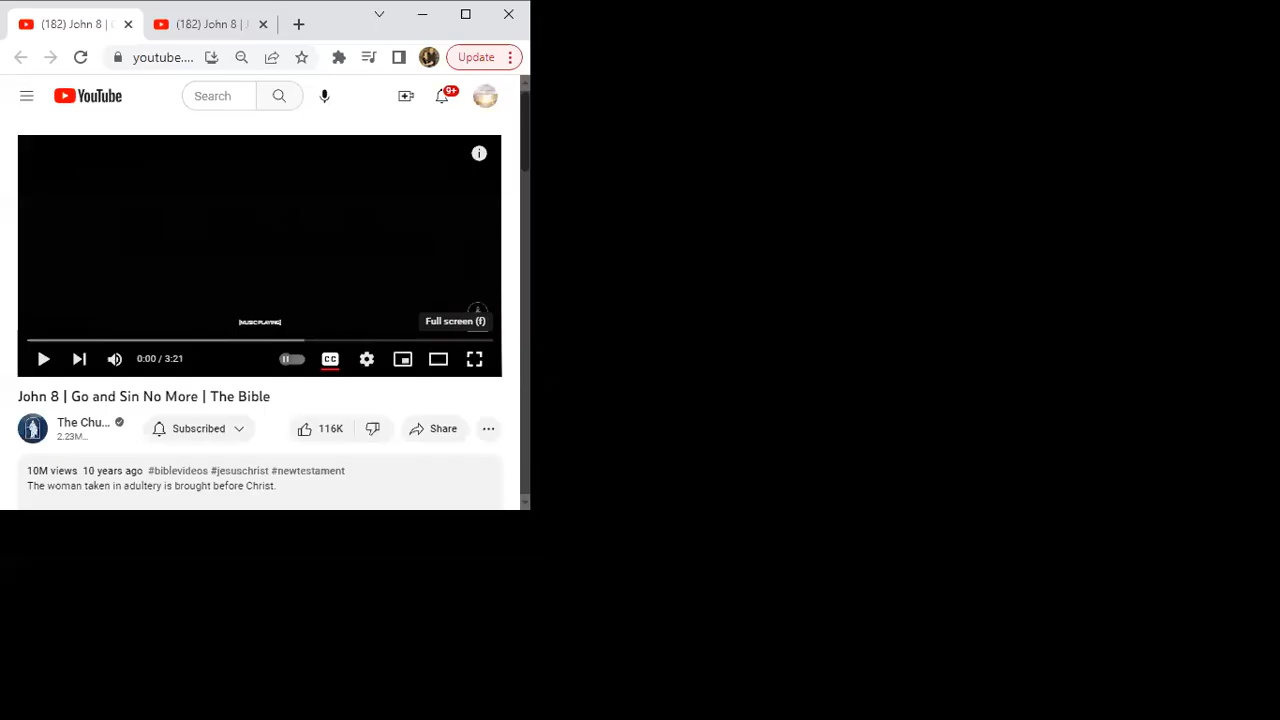 (182) John 8 |
(182) John 8 |
youtube....
Update
YouTube
Search
9+
[MUSIC PLAYING]
Full screen (f)
0:00 / 3:21
CC
John 8 | Go and Sin No More | The Bible
The Chu...
2.23M...
Subscribed
116K
Share
10M views 10 years ago #biblevideos #jesuschrist #newtestament
The woman taken in adultery is brought before Christ.